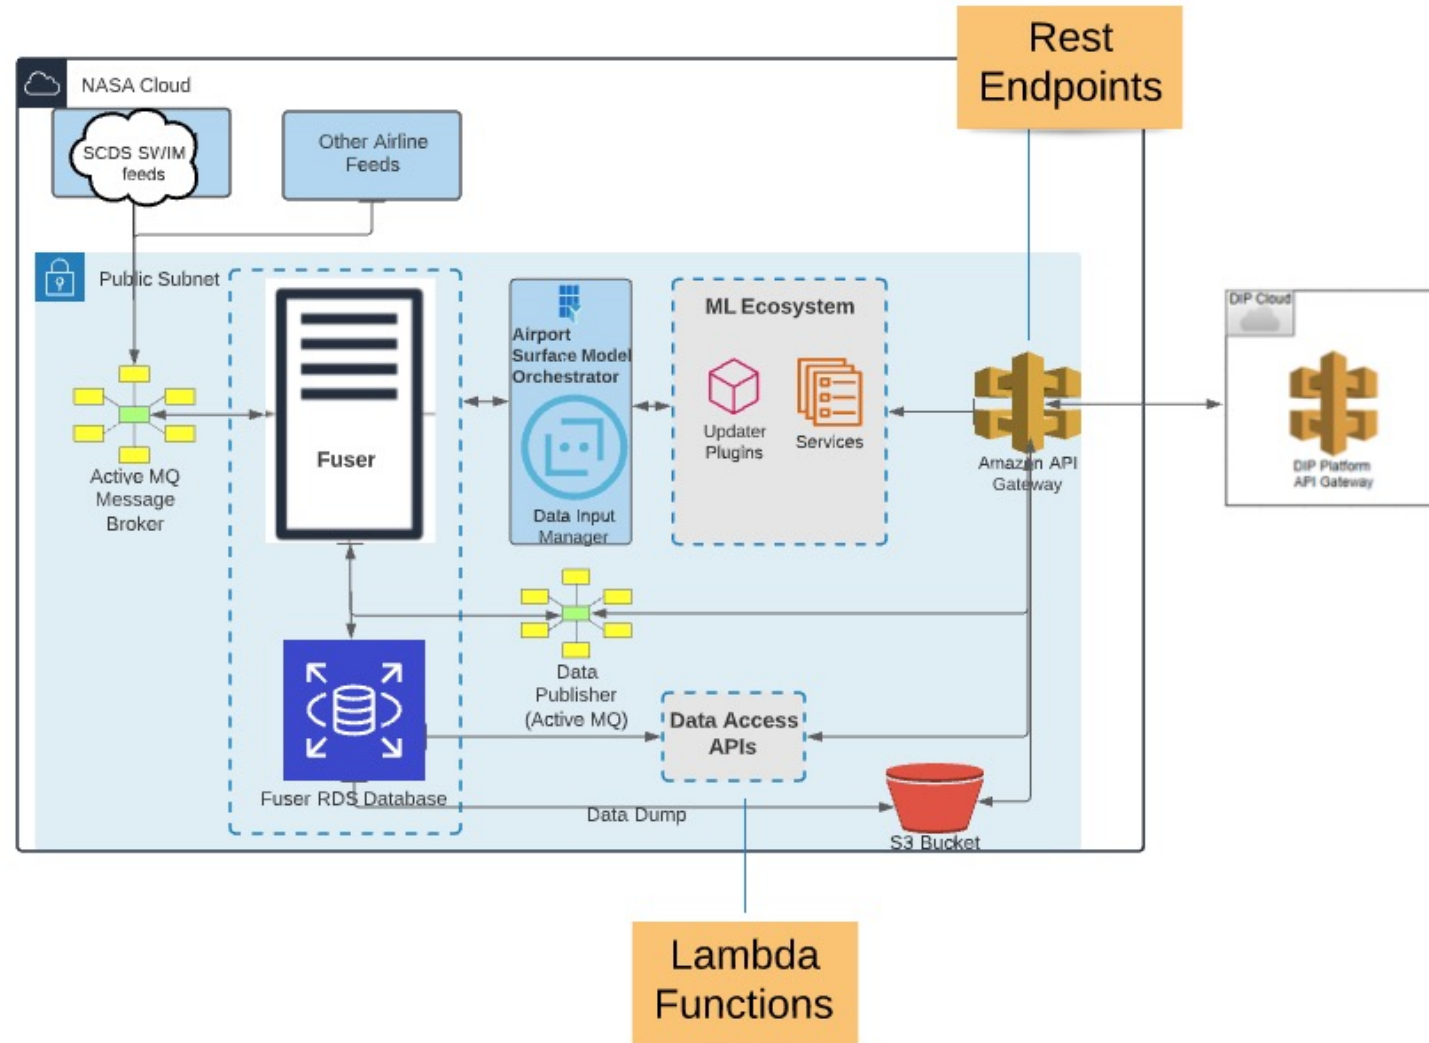 Rest
Endpoints
NASA Cloud
SCDS SW/IM
feeds
Other Airline
Feeds
Public Subnet
Fuser
Airport
Surface Model
Orchestrator
Data Input
Manager
ML Ecosystem
Updater
Plugins
Services
Amazon API
Gateway
DIP Cloud
DIP Platform
API Gateway
Active MQ
Message
Broker
Data
Publisher
(Active MQ)
Data Access
APIs
Fuser RDS Database
Data Dump
S3 Bucket
Lambda
Functions